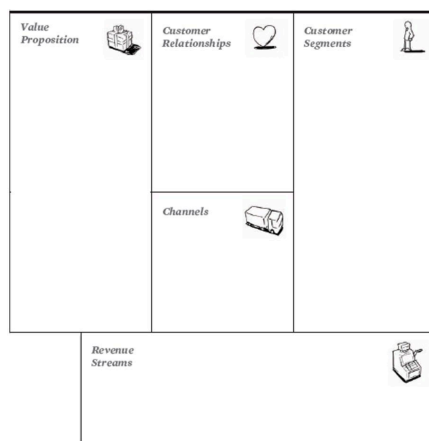 Value
Proposition
Customer
Relationships
Customer
Segments
Channels
Revenue
Streams